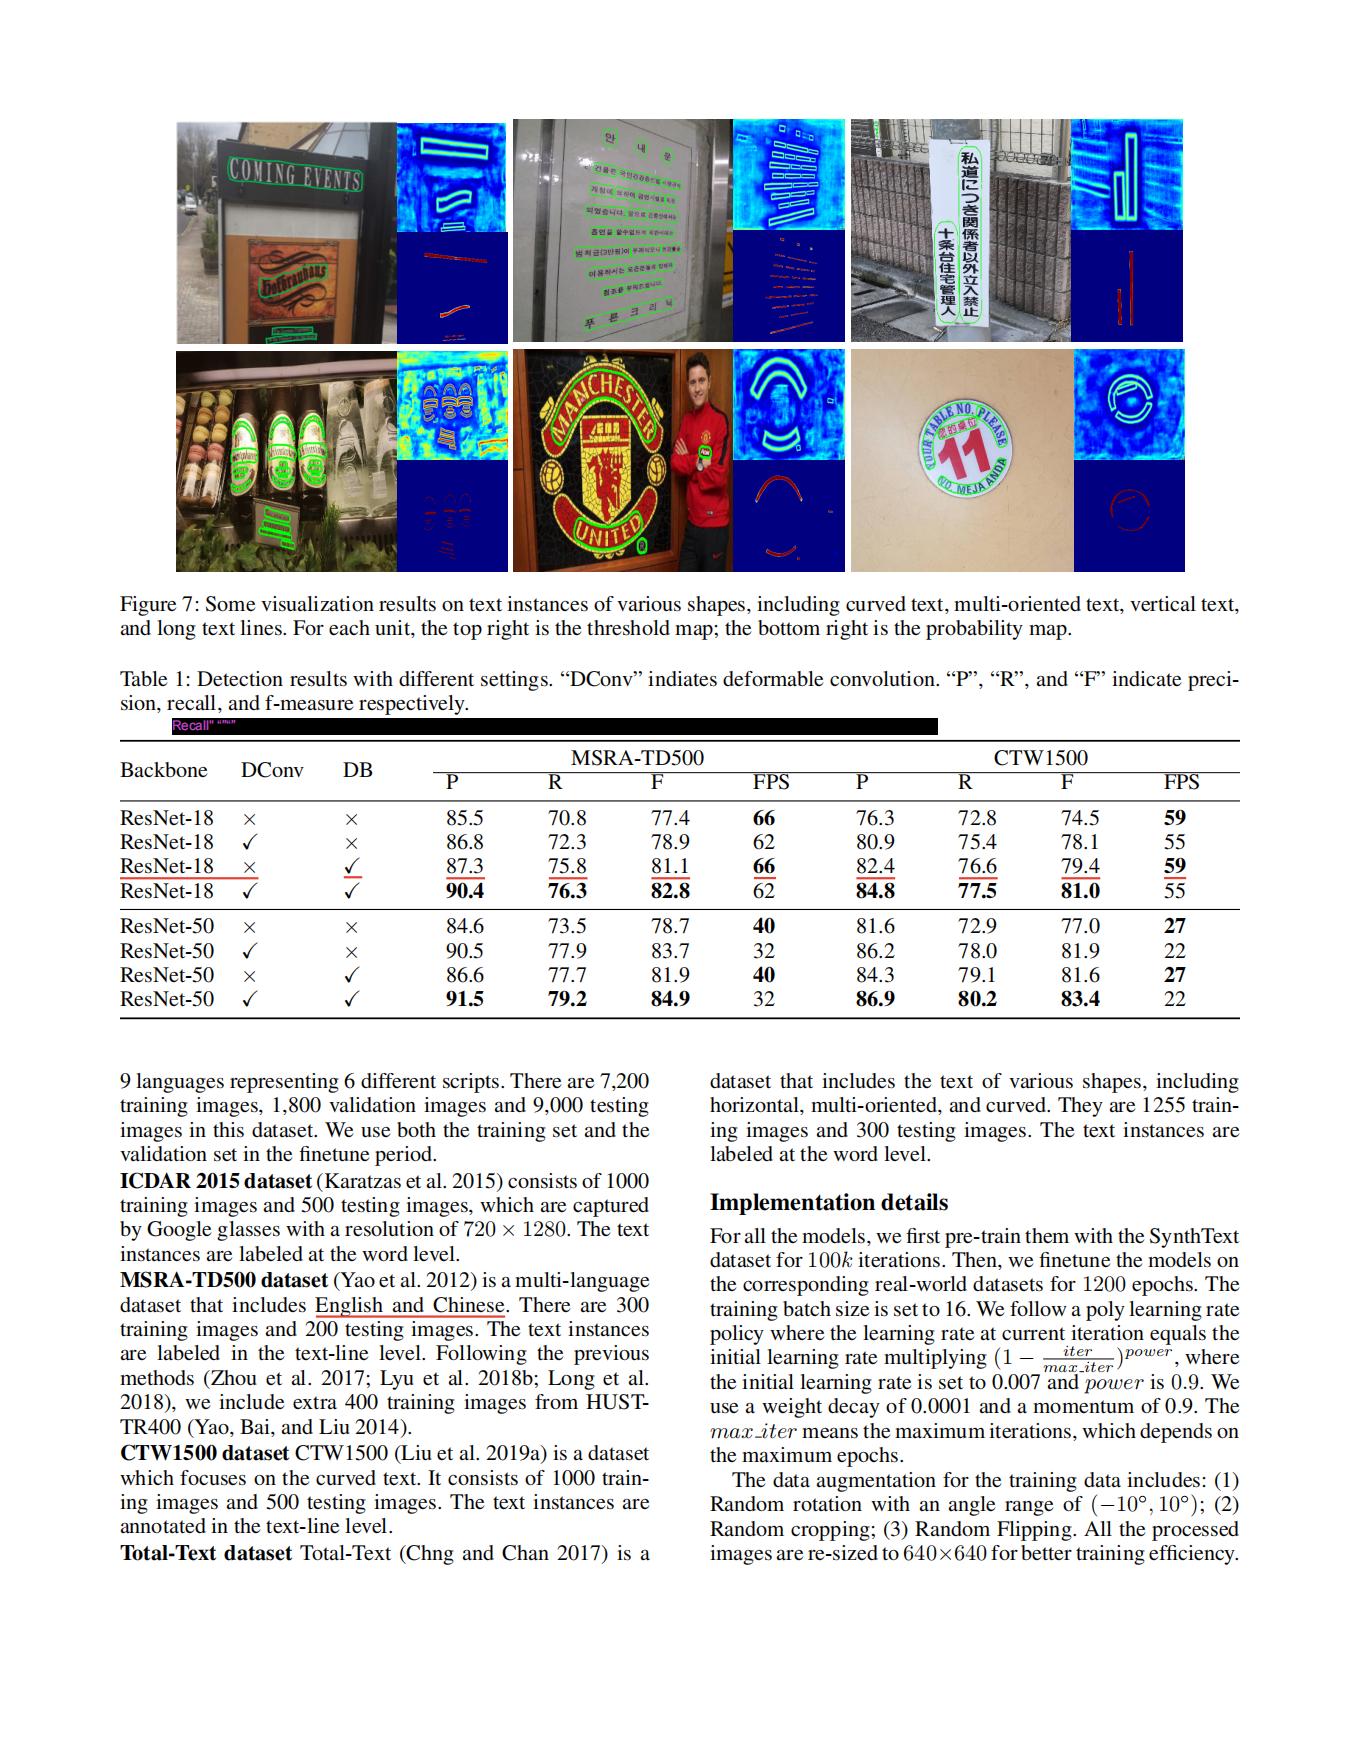 COMING EVENTS
Hofbrauhaus
안 내 문
푸 른 크 리 닉
私道につき関係者以外立入禁止
十条台住宅管理人
MANCHESTER
UNITED
YOUR TABLE NO. PLEASE
您的桌位
11
NO. MEJA ANDA
Figure 7: Some visualization results on text instances of various shapes, including curved text, multi-oriented text, vertical text,
and long text lines. For each unit, the top right is the threshold map; the bottom right is the probability map.
Table 1: Detection results with different settings. “DConv” indiates deformable convolution. “P”, “R”, and “F” indicate preci-
sion, recall, and f-measure respectively.
Recall" "“”"
MSRA-TD500 CTW1500
Backbone DConv DB
P R F FPS P R F FPS
ResNet-18 × × 85.5 70.8 77.4 66 76.3 72.8 74.5 59
ResNet-18 ✓ × 86.8 72.3 78.9 62 80.9 75.4 78.1 55
ResNet-18 × ✓ 87.3 75.8 81.1 66 82.4 76.6 79.4 59
ResNet-18 ✓ ✓ 90.4 76.3 82.8 62 84.8 77.5 81.0 55
ResNet-50 × × 84.6 73.5 78.7 40 81.6 72.9 77.0 27
ResNet-50 ✓ × 90.5 77.9 83.7 32 86.2 78.0 81.9 22
ResNet-50 × ✓ 86.6 77.7 81.9 40 84.3 79.1 81.6 27
ResNet-50 ✓ ✓ 91.5 79.2 84.9 32 86.9 80.2 83.4 22
9 languages representing 6 different scripts. There are 7,200
training images, 1,800 validation images and 9,000 testing
images in this dataset. We use both the training set and the
validation set in the finetune period.
ICDAR 2015 dataset (Karatzas et al. 2015) consists of 1000
training images and 500 testing images, which are captured
by Google glasses with a resolution of 720 × 1280. The text
instances are labeled at the word level.
MSRA-TD500 dataset (Yao et al. 2012) is a multi-language
dataset that includes English and Chinese. There are 300
training images and 200 testing images. The text instances
are labeled in the text-line level. Following the previous
methods (Zhou et al. 2017; Lyu et al. 2018b; Long et al.
2018), we include extra 400 training images from HUST-
TR400 (Yao, Bai, and Liu 2014).
CTW1500 dataset CTW1500 (Liu et al. 2019a) is a dataset
which focuses on the curved text. It consists of 1000 train-
ing images and 500 testing images. The text instances are
annotated in the text-line level.
Total-Text dataset Total-Text (Chng and Chan 2017) is a
dataset that includes the text of various shapes, including
horizontal, multi-oriented, and curved. They are 1255 train-
ing images and 300 testing images. The text instances are
labeled at the word level.
Implementation details
For all the models, we first pre-train them with the SynthText
dataset for 100k iterations. Then, we finetune the models on
the corresponding real-world datasets for 1200 epochs. The
training batch size is set to 16. We follow a poly learning rate
policy where the learning rate at current iteration equals the
initial learning rate multiplying (1 − iter/max_iter)^power, where
the initial learning rate is set to 0.007 and power is 0.9. We
use a weight decay of 0.0001 and a momentum of 0.9. The
max_iter means the maximum iterations, which depends on
the maximum epochs.
The data augmentation for the training data includes: (1)
Random rotation with an angle range of (−10°, 10°); (2)
Random cropping; (3) Random Flipping. All the processed
images are re-sized to 640×640 for better training efficiency.